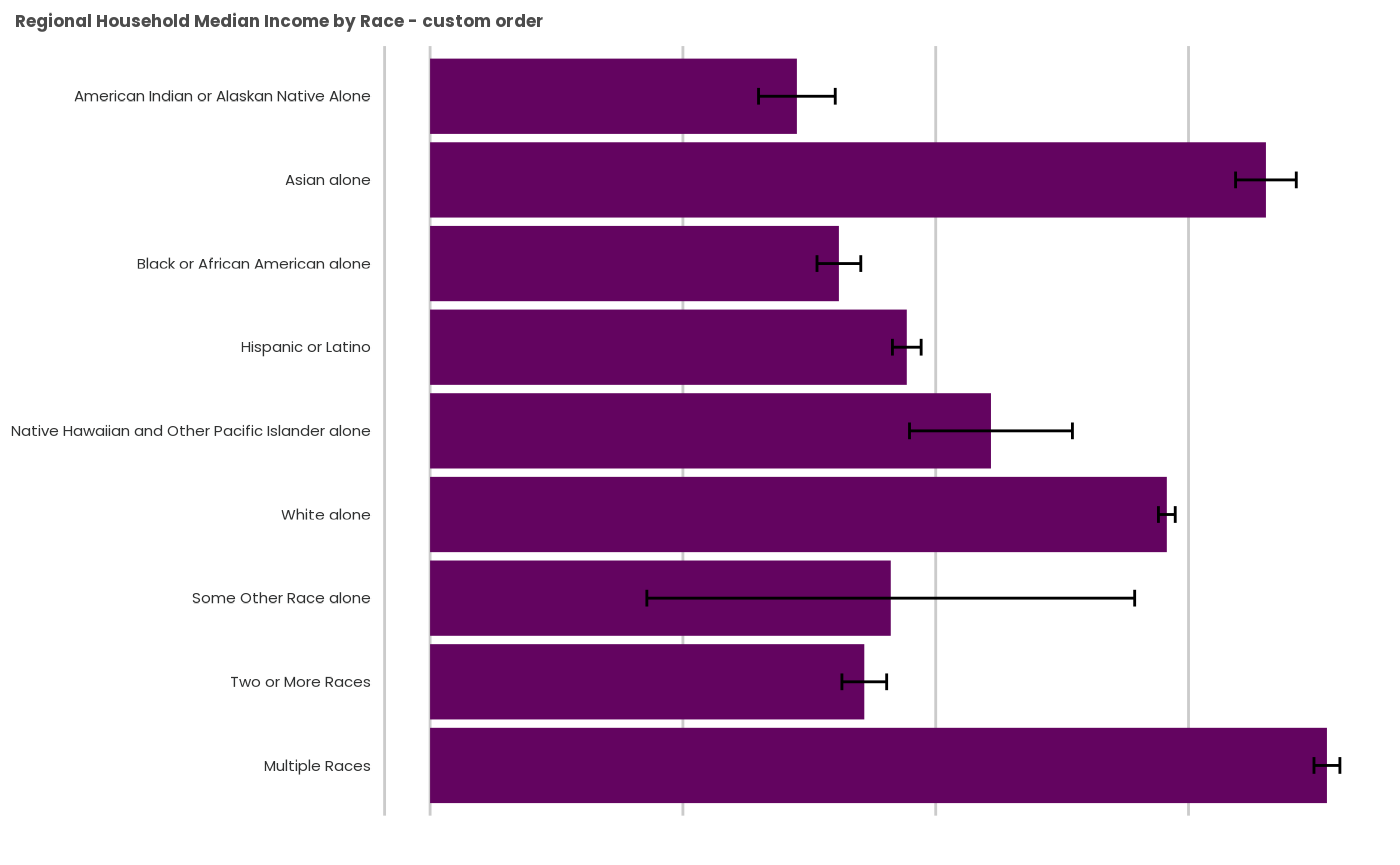 Regional Household Median Income by Race - custom order
American Indian or Alaskan Native Alone
Asian alone
Black or African American alone
Hispanic or Latino
Native Hawaiian and Other Pacific Islander alone
White alone
Some Other Race alone
Two or More Races
Multiple Races